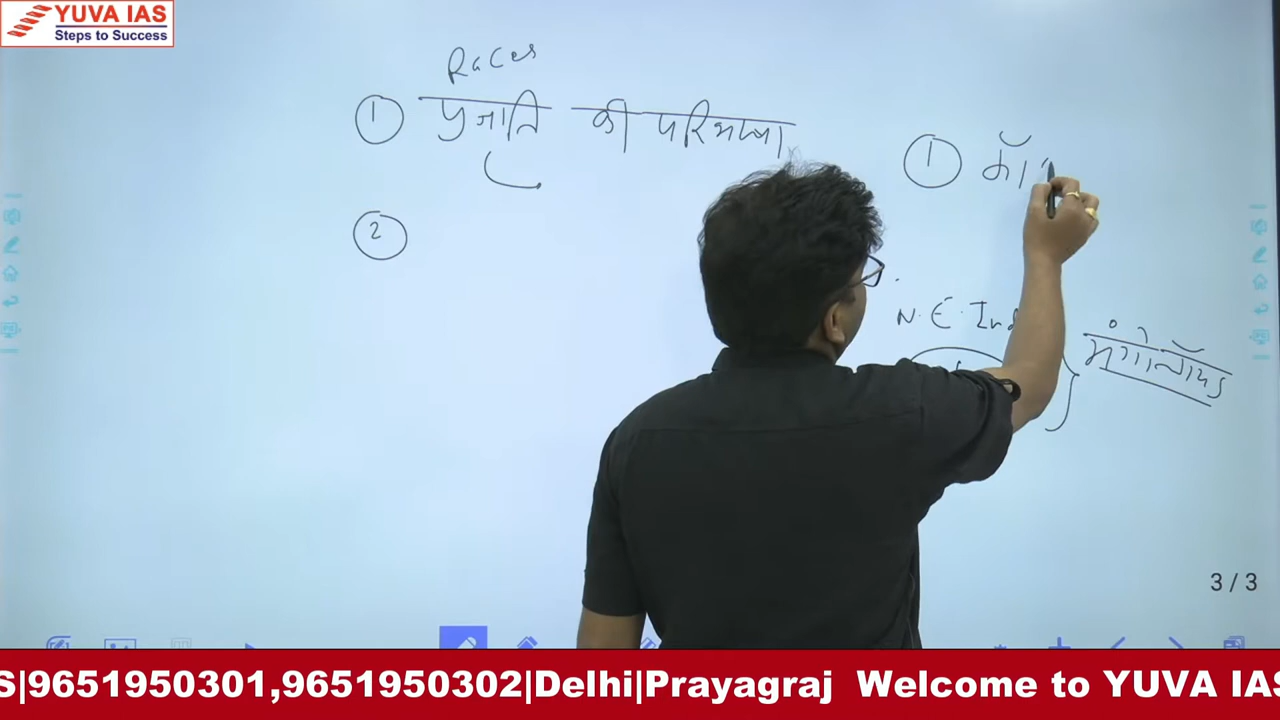 YUVA IAS
Steps to Success
Races
① प्रजाति की परिभाषा
②
①
N.E. Ind
मंगोलॉयड
3 / 3
S|9651950301,9651950302|Delhi|Prayagraj Welcome to YUVA IAS